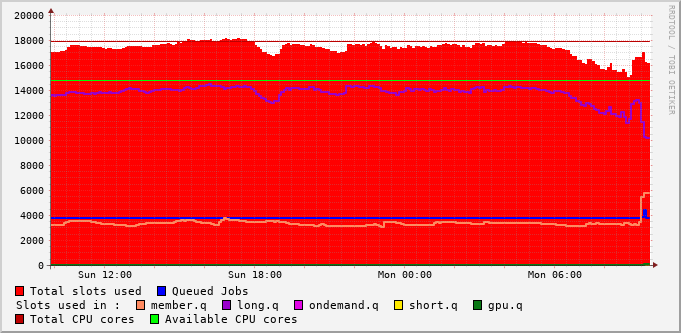 20000
18000
16000
14000
12000
10000
8000
6000
4000
2000
0
Sun 12:00 Sun 18:00 Mon 00:00 Mon 06:00
RRDTOOL / TOBI OETIKER
Total slots used Queued Jobs
Slots used in : member.q long.q ondemand.q short.q gpu.q
Total CPU cores Available CPU cores